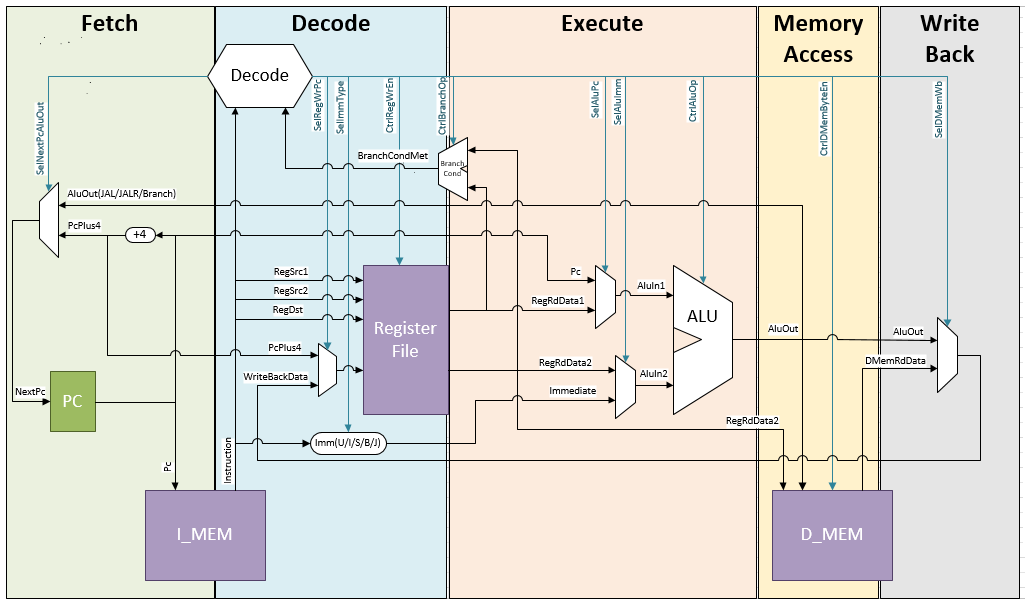 Fetch
Decode
Execute
Memory
Access
Write
Back
Decode
SelNextPcAluOut
SelRegWrPc
SelImmType
CtrlRegWrEn
CtrlBranchOp
SelAluPc
SelAluImm
CtrlAluOp
CtrlDMemByteEn
SelDMemWb
BranchCondMet
Branch
Cond
AluOut(JAL/JALR/Branch)
PcPlus4
+4
RegSrc1
RegSrc2
RegDst
Register
File
PcPlus4
WriteBackData
Pc
RegRdData1
AluIn1
ALU
AluOut
AluOut
DMemRdData
RegRdData2
AluIn2
Immediate
NextPc
PC
RegRdData2
Imm(U/I/S/B/J)
Pc
Instruction
I_MEM
D_MEM